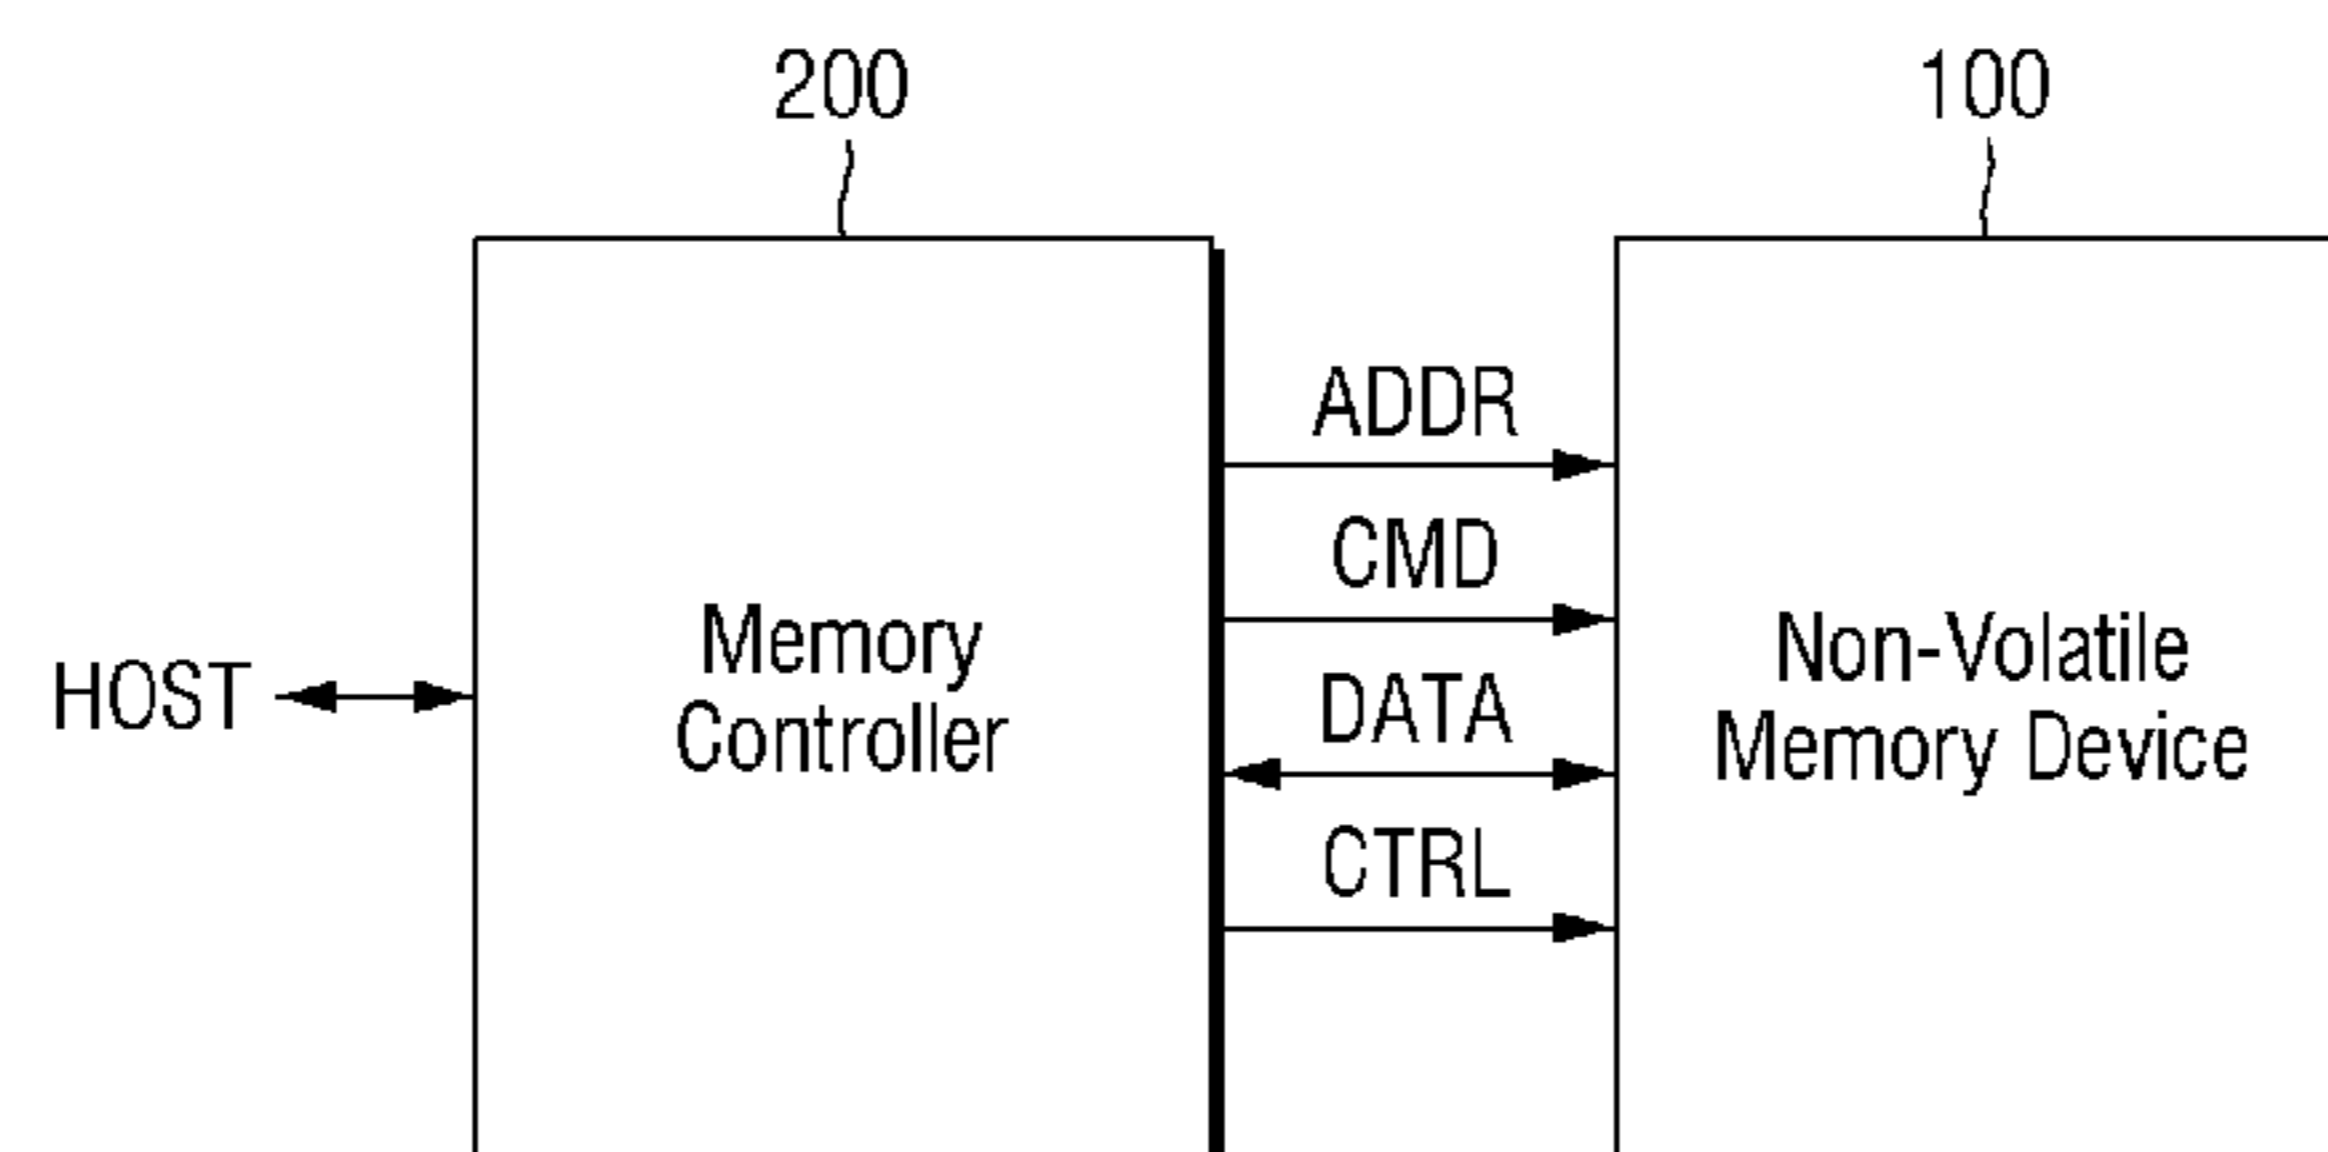 200
100
ADDR
CMD
HOST
Memory
Controller
DATA
CTRL
Non-Volatile
Memory Device